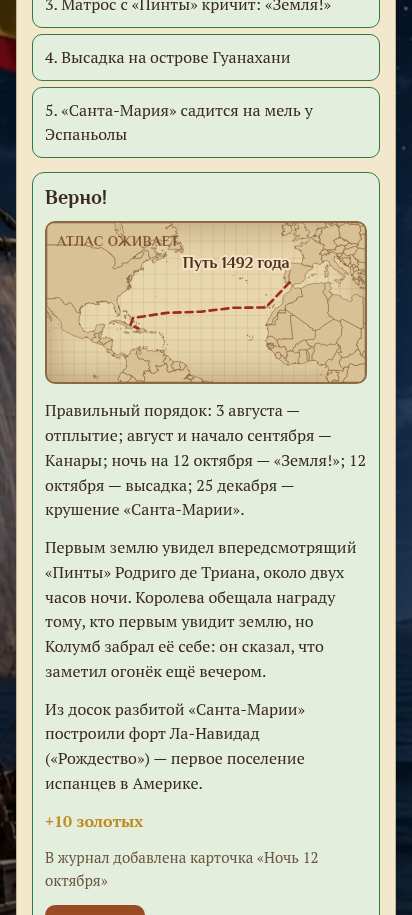 3. Матрос с «Пинты» кричит: «Земля!»
4. Высадка на острове Гуанахани
5. «Санта-Мария» садится на мель у
Эспаньолы
Верно!
АТЛАС ОЖИВАЕТ
Путь 1492 года
Правильный порядок: 3 августа —
отплытие; август и начало сентября —
Канары; ночь на 12 октября — «Земля!»; 12
октября — высадка; 25 декабря —
крушение «Санта-Марии».
Первым землю увидел вперёдсмотрящий
«Пинты» Родриго де Триана, около двух
часов ночи. Королева обещала награду
тому, кто первым увидит землю, но
Колумб забрал её себе: он сказал, что
заметил огонёк ещё вечером.
Из досок разбитой «Санта-Марии»
построили форт Ла-Навидад
(«Рождество») — первое поселение
испанцев в Америке.
+10 золотых
В журнал добавлена карточка «Ночь 12
октября»